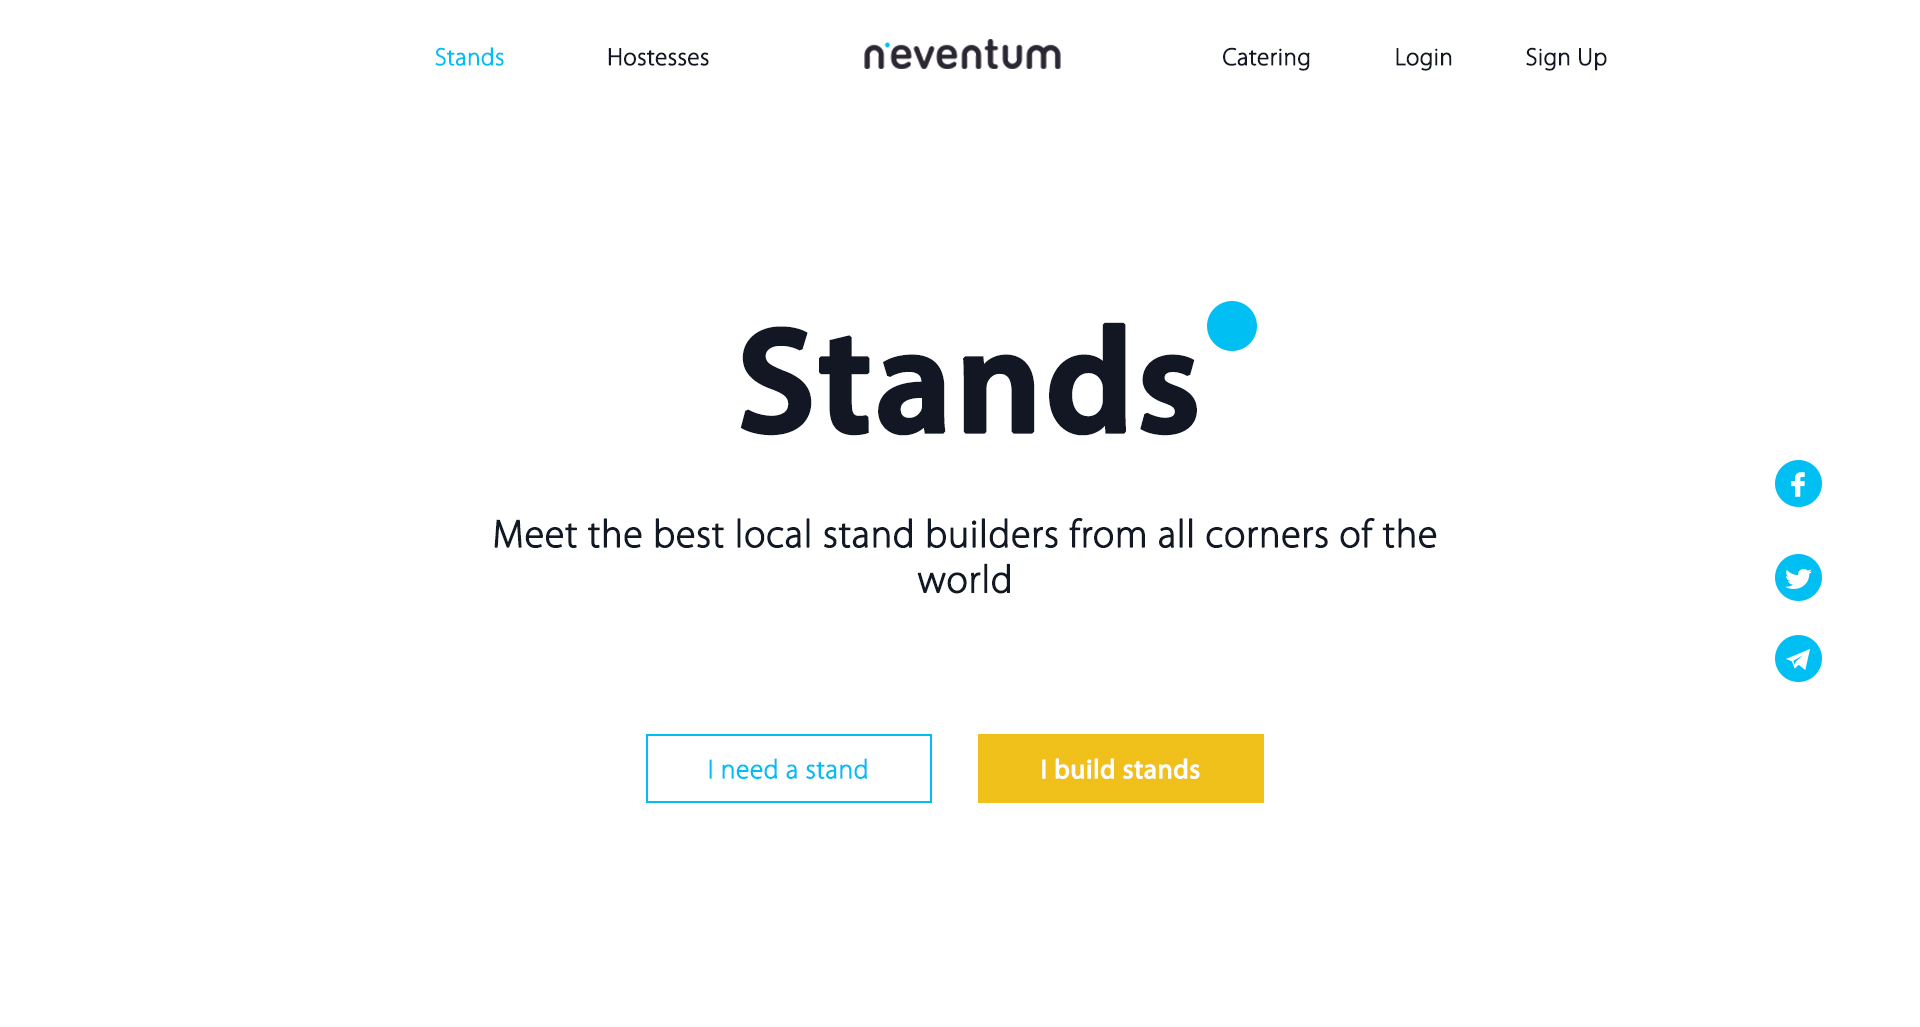 Stands Hostesses neventum Catering Login Sign Up
Stands
Meet the best local stand builders from all corners of the
world
I need a stand I build stands